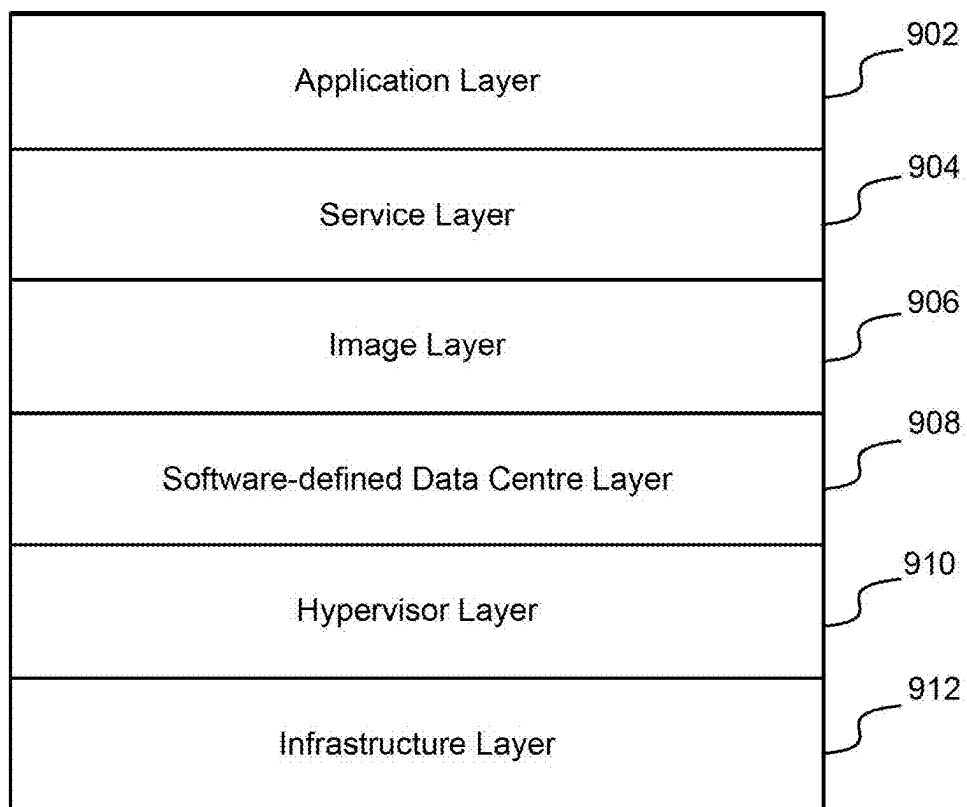 902
Application Layer
904
Service Layer
906
Image Layer
908
Software-defined Data Centre Layer
910
Hypervisor Layer
912
Infrastructure Layer